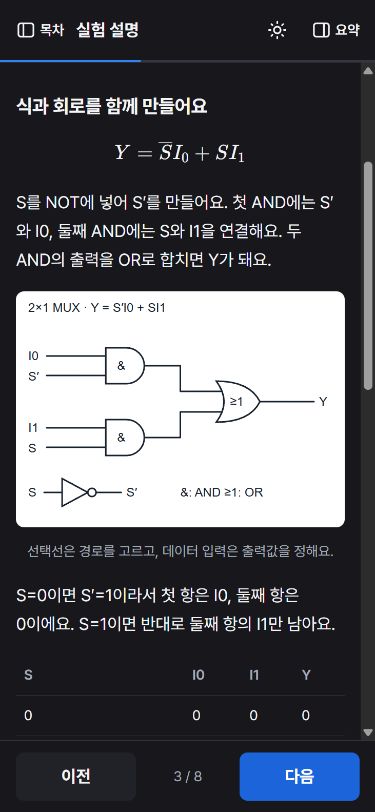 목차 실험 설명 요약
식과 회로를 함께 만들어요
Y = S̅I₀ + SI₁
S를 NOT에 넣어 S′를 만들어요. 첫 AND에는 S′
와 I0, 둘째 AND에는 S와 I1을 연결해요. 두
AND의 출력을 OR로 합치면 Y가 돼요.
2×1 MUX · Y = S′I0 + SI1
I0
S′
&
≥1
Y
I1
S
&
S
S′
&: AND ≥1: OR
선택선은 경로를 고르고, 데이터 입력은 출력값을 정해요.
S=0이면 S′=1이라서 첫 항은 I0, 둘째 항은
0이에요. S=1이면 반대로 둘째 항의 I1만 남아요.
S I0 I1 Y
0 0 0 0
이전 3 / 8 다음